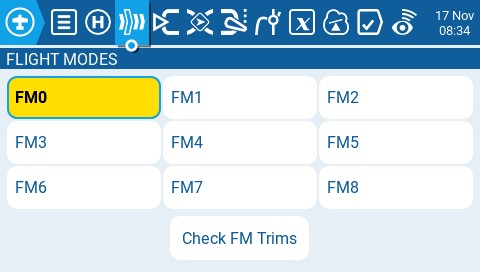 17 Nov
08:34
FLIGHT MODES
FM0
FM1
FM2
FM3
FM4
FM5
FM6
FM7
FM8
Check FM Trims